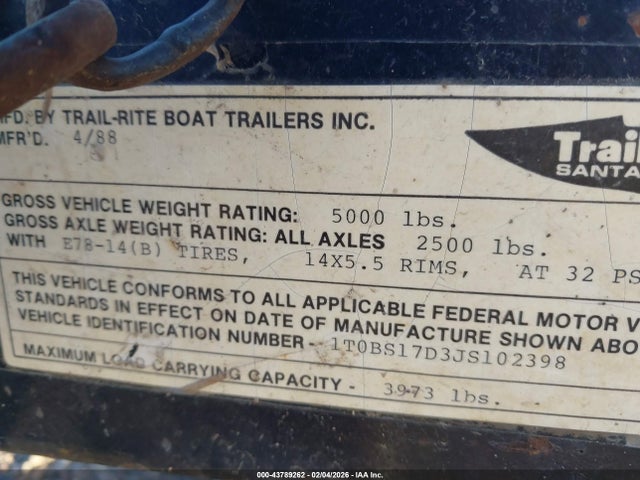 MFD. BY TRAIL-RITE BOAT TRAILERS INC.
MFR'D. 4/88
Trail
SANTA
GROSS VEHICLE WEIGHT RATING: 5000 lbs.
GROSS AXLE WEIGHT RATING: ALL AXLES 2500 lbs.
WITH E78-14(B) TIRES, 14X5.5 RIMS, AT 32 PS
THIS VEHICLE CONFORMS TO ALL APPLICABLE FEDERAL MOTOR V
STANDARDS IN EFFECT ON DATE OF MANUFACTURE SHOWN ABO
VEHICLE IDENTIFICATION NUMBER - 1T0BS17D3JS102398
MAXIMUM LOAD CARRYING CAPACITY - 3973 lbs.
000-43789262 - 02/04/2026 - IAA Inc.